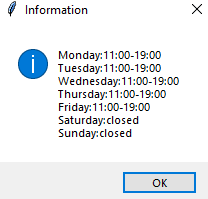 Information
Monday:11:00-19:00
Tuesday:11:00-19:00
Wednesday:11:00-19:00
Thursday:11:00-19:00
Friday:11:00-19:00
Saturday:closed
Sunday:closed
OK